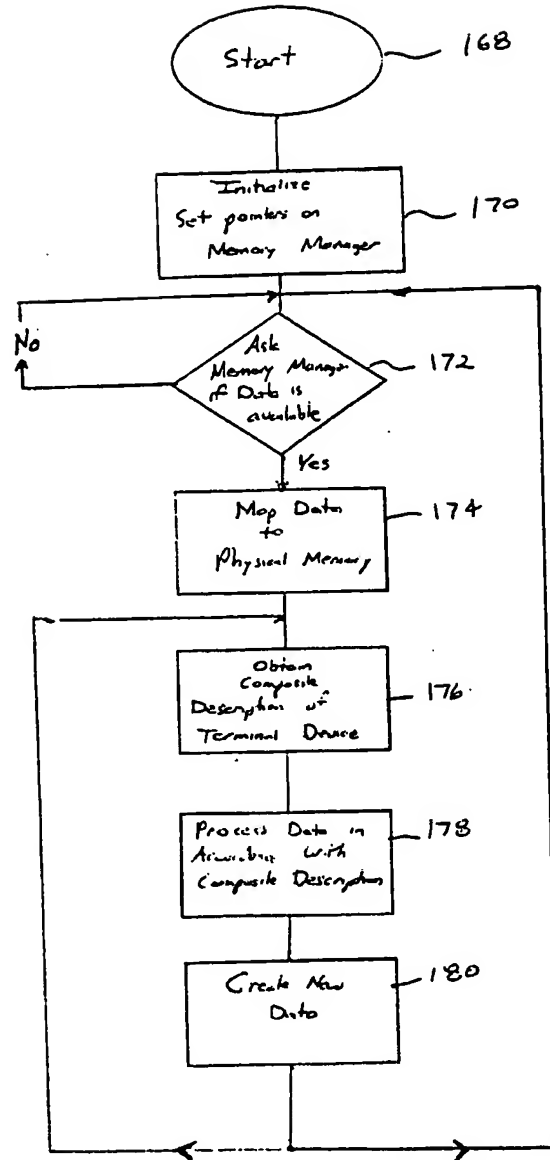 Start
168
Initialize
Set pointers on
Memory Manager
170
No
Ask
Memory Manager
if Data is
available
172
Yes
Map Data
to
Physical Memory
174
Obtain
Composite
Description of
Terminal Device
176
Process Data in
with
Composite Description
178
Create New
Data
180